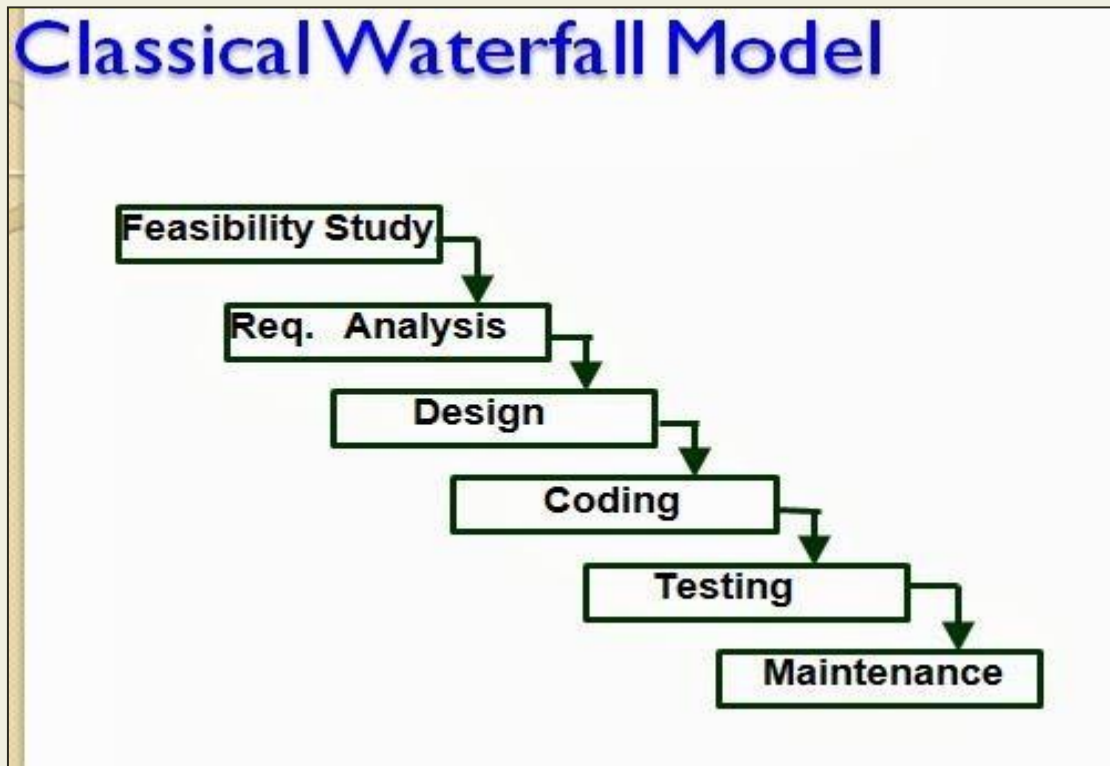 Classical Waterfall Model
Feasibility Study
Req. Analysis
Design
Coding
Testing
Maintenance